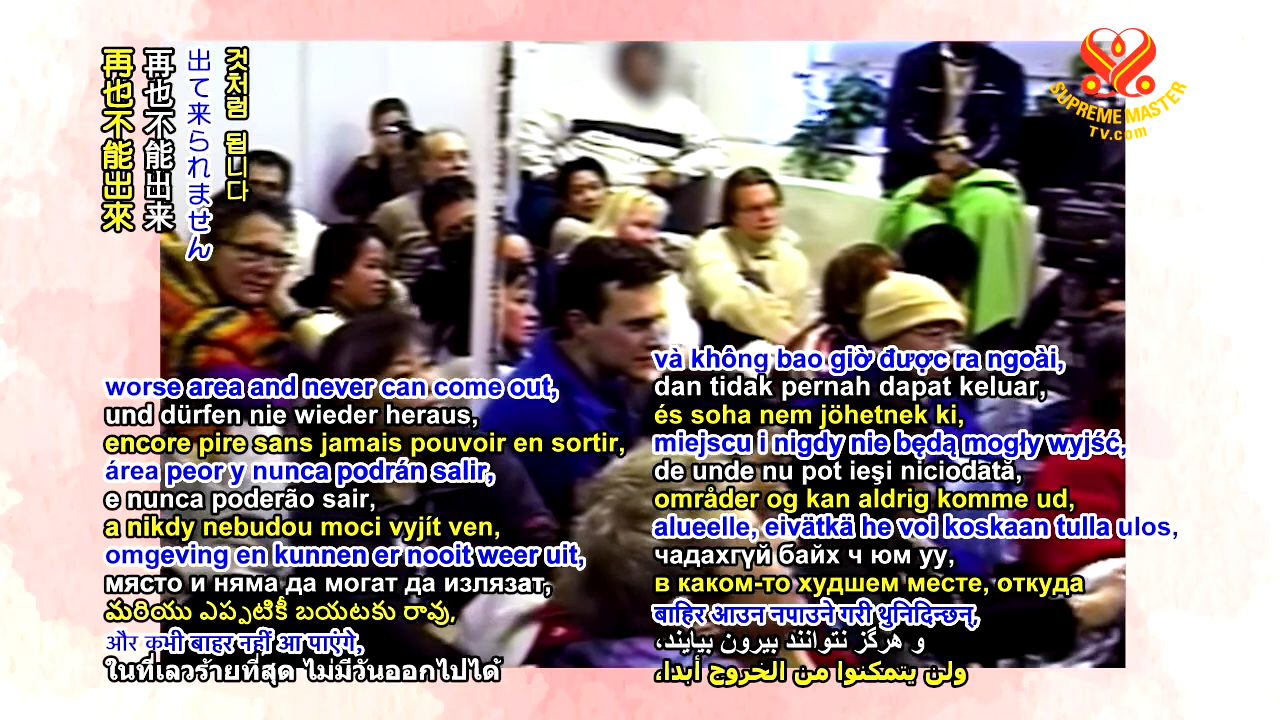 再也不能出來
再也不能出来
出て来られません
것처럼 됩니다
SUPREME MASTER
TV.com
worse area and never can come out,
und dürfen nie wieder heraus,
encore pire sans jamais pouvoir en sortir,
área peor y nunca podrán salir,
e nunca poderão sair,
a nikdy nebudou moci vyjít ven,
omgeving en kunnen er nooit weer uit,
място и няма да могат да излязат,
మరియు ఎప్పటికీ బయటకు రావు,
और कभी बाहर नहीं आ पाएंगे,
ในที่เลวร้ายที่สุด ไม่มีวันออกไปได้
và không bao giờ được ra ngoài,
dan tidak pernah dapat keluar,
és soha nem jöhetnek ki,
miejscu i nigdy nie będą mogły wyjść,
de unde nu pot ieşi niciodată,
områder og kan aldrig komme ud,
alueelle, eivätkä he voi koskaan tulla ulos,
чадахгүй байх ч юм уу,
в каком-то худшем месте, откуда
बाहिर आउन नपाउने गरी थुनिदिन्छन्,
و هرگز نتوانند بیرون بیایند،
ولن يتمكنوا من الخروج أبدا،